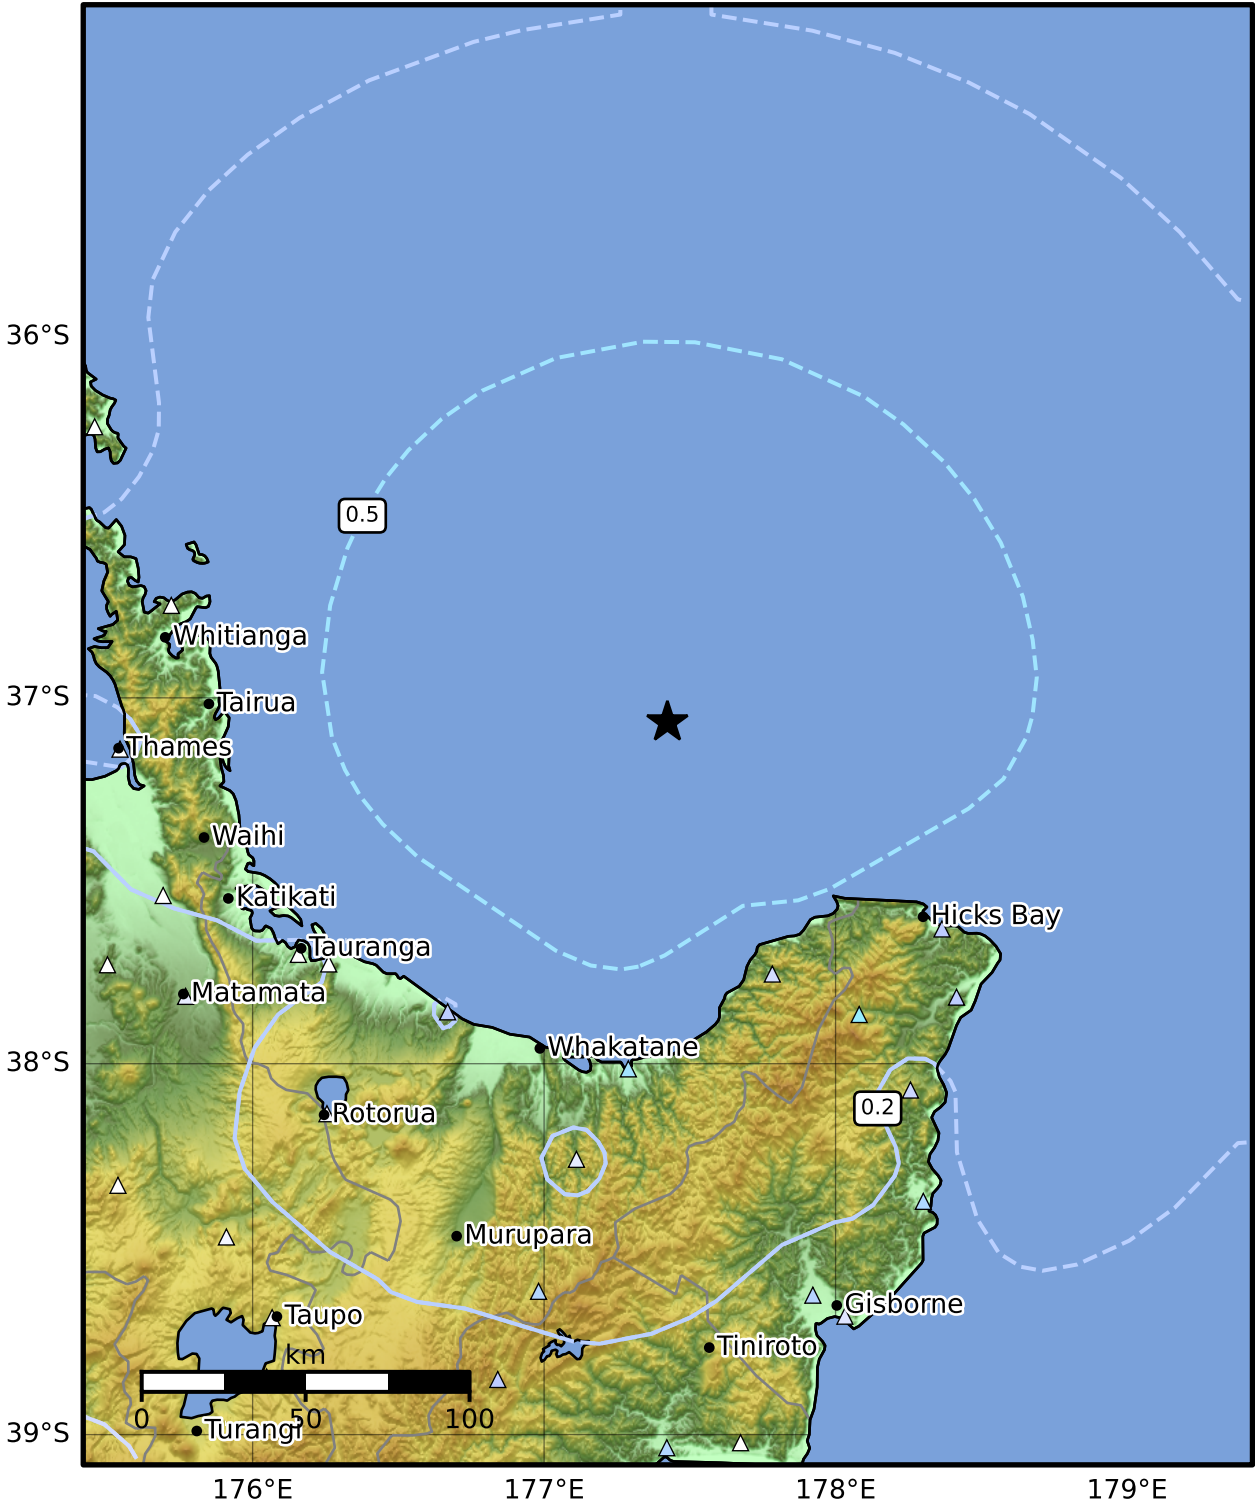 36°S
0.5
Whitianga
37°S
Tairua
Thames
Waihi
Katikati
Hicks Bay
Tauranga
Matamata
Whakatane
38°S
0.2
Rotorua
Murupara
Gisborne
Taupo
Tiniroto
km
0 50 100
Turangi
39°S
176°E 177°E 178°E 179°E